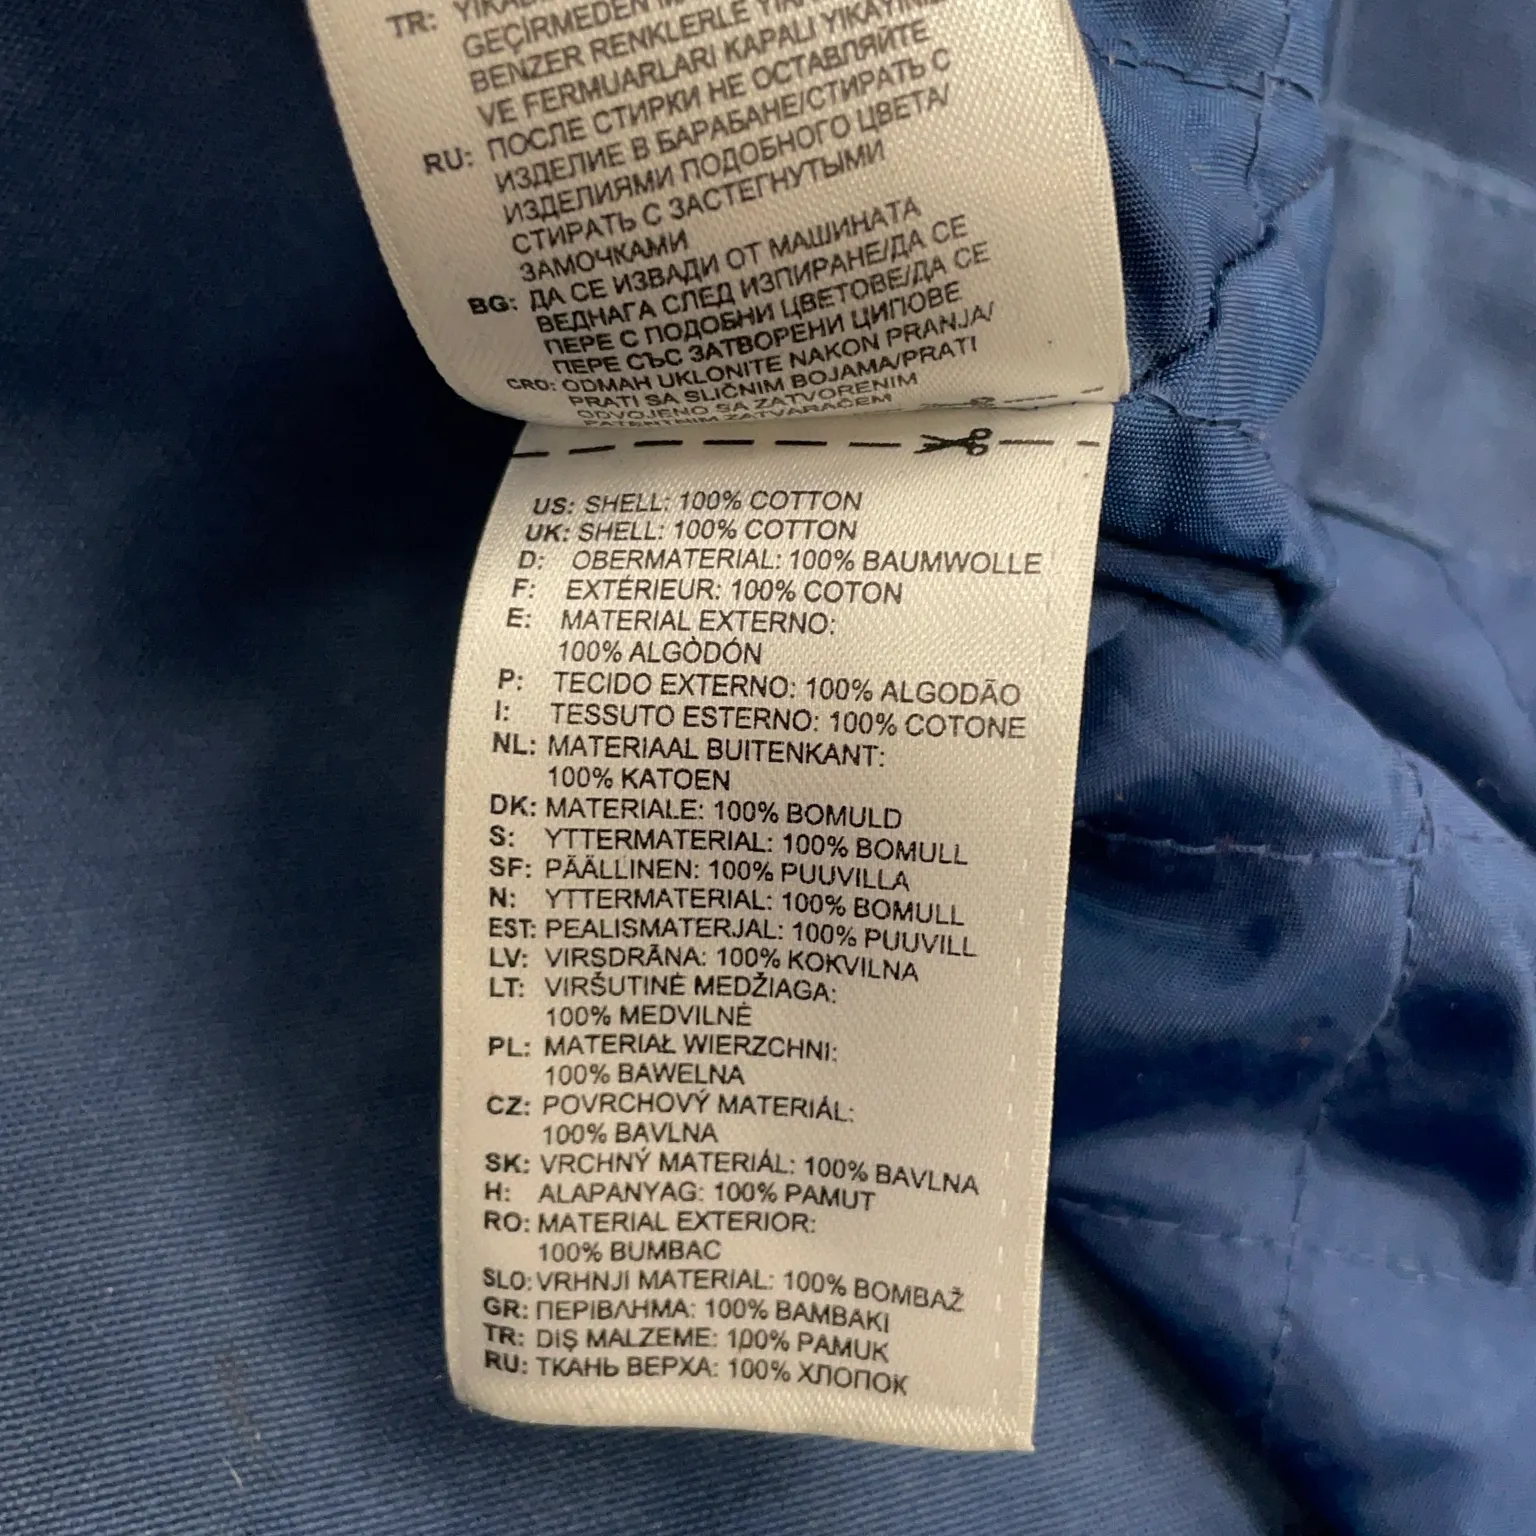 TR:
GEÇİRMEDEN
BENZER RENKLERLE
VE FERMUARLARI KAPALI
RU: ПОСЛЕ СТИРКИ НЕ ОСТАВЛЯЙТЕ
ИЗДЕЛИЕ В БАРАБАНЕ/СТИРАТЬ С
ИЗДЕЛИЯМИ ПОДОБНОГО ЦВЕТА/
СТИРАТЬ С ЗАСТЕГНУТЫМИ
ЗАМОЧКАМИ
BG: ДА СЕ ИЗВАДИ ОТ МАШИНАТА
ВЕДНАГА СЛЕД ИЗПИРАНЕ/ДА СЕ
ПЕРЕ С ПОДОБНИ ЦВЕТОВЕ/ДА СЕ
ПЕРЕ СЪС ЗАТВОРЕНИ ЦИПОВЕ
CRO: ODMAH UKLONITE NAKON PRANJA/
PRATI SA SLIČNIM BOJAMA/PRATI
ODVOJENO SA ZATVORENIM
PATENTNIM ZATVARAČEM
US: SHELL: 100% COTTON
UK: SHELL: 100% COTTON
D: OBERMATERIAL: 100% BAUMWOLLE
F: EXTÉRIEUR: 100% COTON
E: MATERIAL EXTERNO:
100% ALGÒDÓN
P: TECIDO EXTERNO: 100% ALGODÃO
I: TESSUTO ESTERNO: 100% COTONE
NL: MATERIAAL BUITENKANT:
100% KATOEN
DK: MATERIALE: 100% BOMULD
S: YTTERMATERIAL: 100% BOMULL
SF: PÄÄLLINEN: 100% PUUVILLA
N: YTTERMATERIAL: 100% BOMULL
EST: PEALISMATERJAL: 100% PUUVILL
LV: VIRSDRĀNA: 100% KOKVILNA
LT: VIRŠUTINĖ MEDŽIAGA:
100% MEDVILNĖ
PL: MATERIAŁ WIERZCHNI:
100% BAWEŁNA
CZ: POVRCHOVÝ MATERIÁL:
100% BAVLNA
SK: VRCHNÝ MATERIÁL: 100% BAVLNA
H: ALAPANYAG: 100% PAMUT
RO: MATERIAL EXTERIOR:
100% BUMBAC
SLO: VRHNJI MATERIAL: 100% BOMBAŽ
GR: ΠΕΡΙΒΛΗΜΑ: 100% ΒΑΜΒΑΚΙ
TR: DIŞ MALZEME: 100% PAMUK
RU: ТКАНЬ ВЕРХА: 100% ХЛОПОК